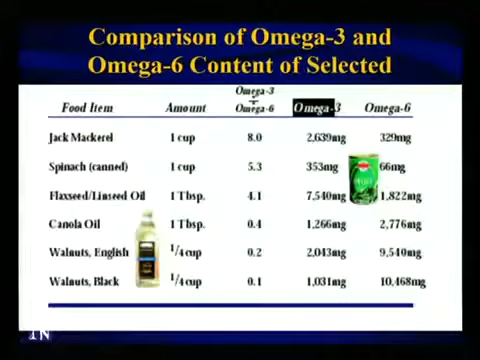 Comparison of Omega-3 and
Omega-6 Content of Selected
Food Item Amount Omega-3 ÷ Omega-6 Omega-3 Omega-6
Jack Mackerel 1 cup 8.0 2,639mg 329mg
Spinach (canned) 1 cup 5.3 353mg 66mg
Flaxseed/Linseed Oil 1 Tbsp. 4.1 7,540mg 1,822mg
Canola Oil 1 Tbsp. 0.4 1,266mg 2,776mg
Walnuts, English 1/4 cup 0.2 2,043mg 9,540mg
Walnuts, Black 1/4 cup 0.1 1,031mg 10,468mg
IN